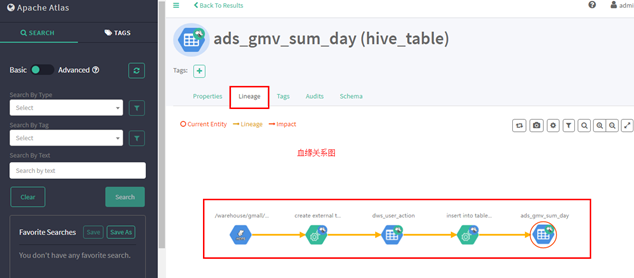 Apache Atlas
SEARCH
TAGS
Basic
Advanced
Search By Type
Select
Search By Tag
Select
Search By Text
Search by text
Clear
Search
Favorite Searches
Save
Save As
You don't have any favorite search.
Back To Results
admi
ads_gmv_sum_day (hive_table)
Tags:
Properties
Lineage
Tags
Audits
Schema
Current Entity
Lineage
Impact
血缘关系图
/warehouse/gmall/...
create external t...
dws_user_action
insert into table...
ads_gmv_sum_day